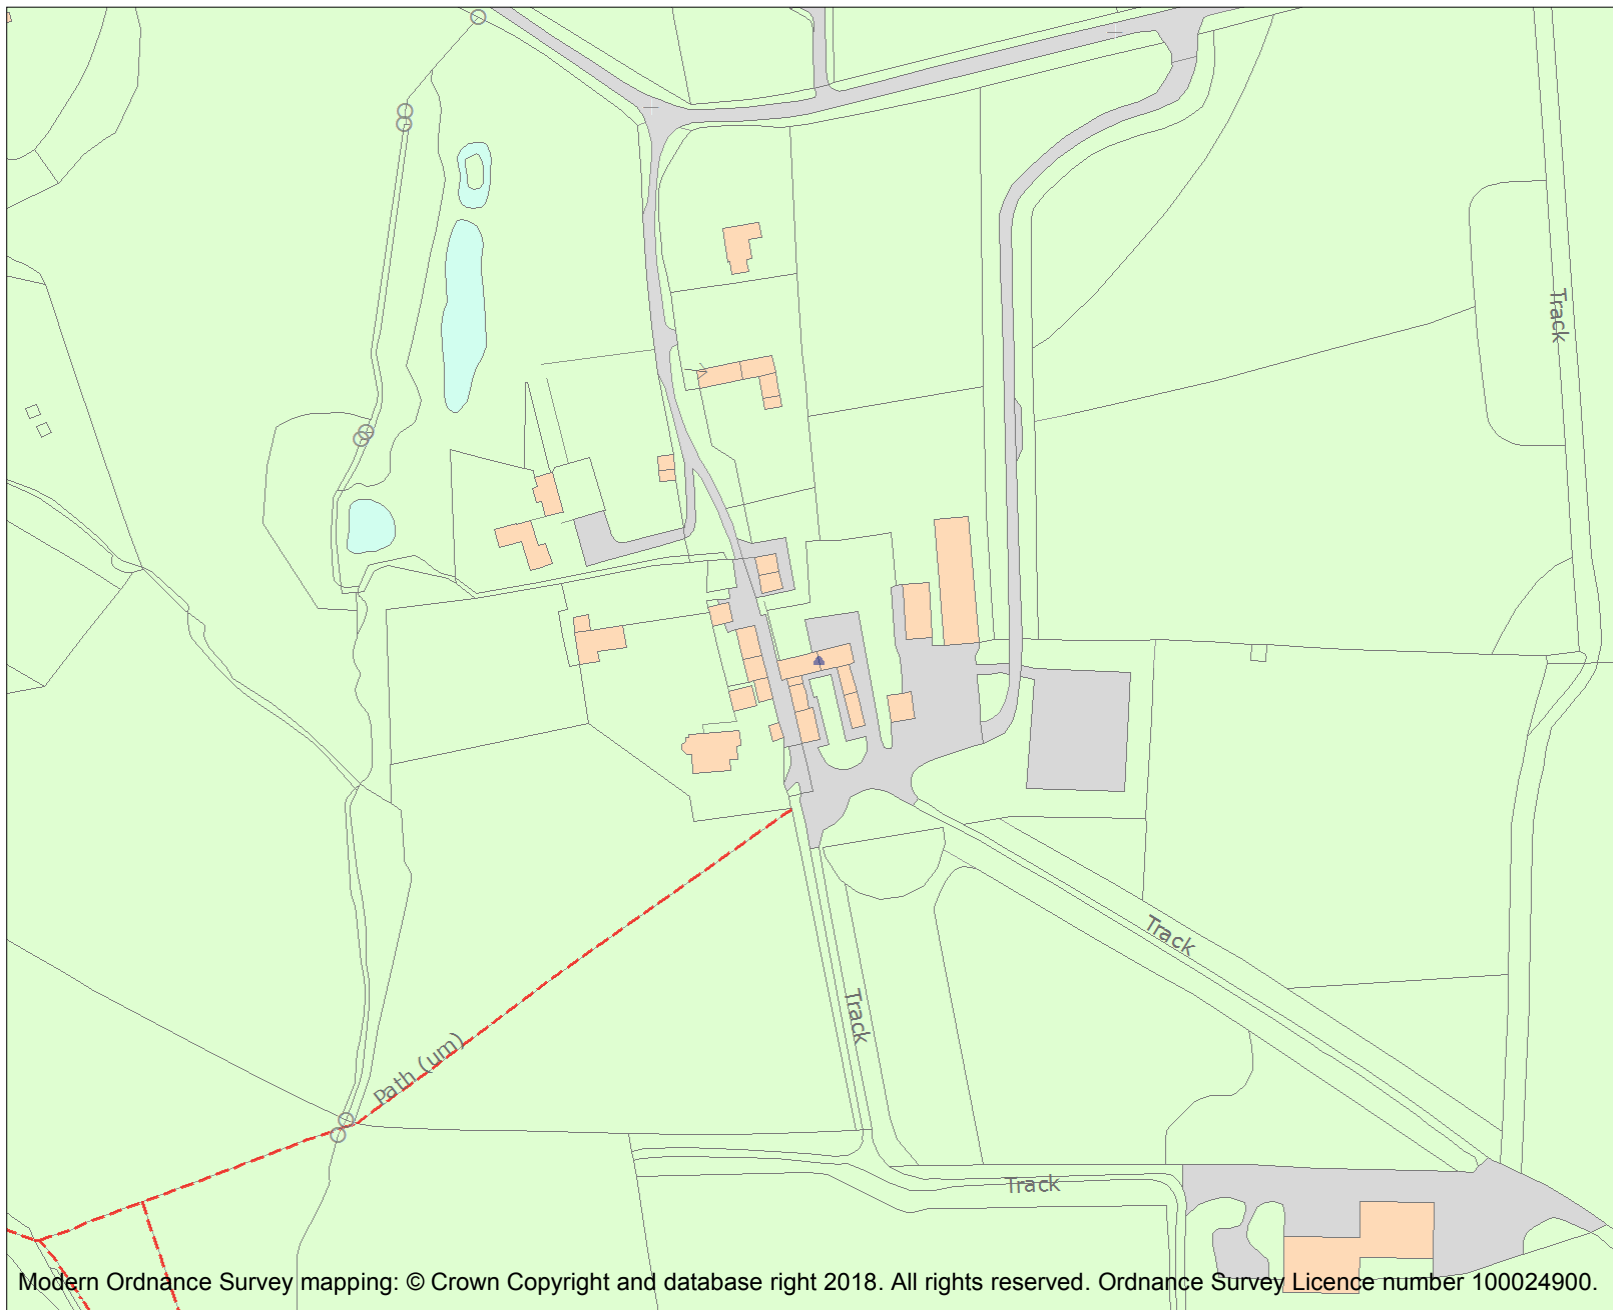 Track
Track
Track
Path (um)
Track
Modern Ordnance Survey mapping: © Crown Copyright and database right 2018. All rights reserved. Ordnance Survey Licence number 100024900.